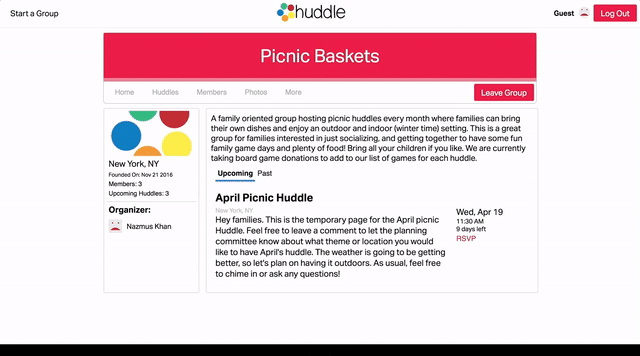 Start a Group
huddle
Guest
Log Out
Picnic Baskets
Home
Huddles
Members
Photos
More
Leave Group
New York, NY
Founded On: Nov 21 2016
Members: 3
Upcoming Huddles: 3
Organizer:
Nazmus Khan
A family oriented group hosting picnic huddles every month where families can bring
their own dishes and enjoy an outdoor and indoor (winter time) setting. This is a great
group for families interested in just socializing, and getting together to have some fun
family game days and plenty of food! Bring all your children if you like. We are currently
taking board game donations to add to our list of games for each huddle.
Upcoming Past
April Picnic Huddle
New York, NY
Hey families. This is the temporary page for the April picnic
Huddle. Feel free to leave a comment to let the planning
committee know about what theme or location you would
like to have April's huddle. The weather is going to be getting
better, so let's plan on having it outdoors. As usual, feel free
to chime in or ask any questions!
Wed, Apr 19
11:30 AM
9 days left
RSVP